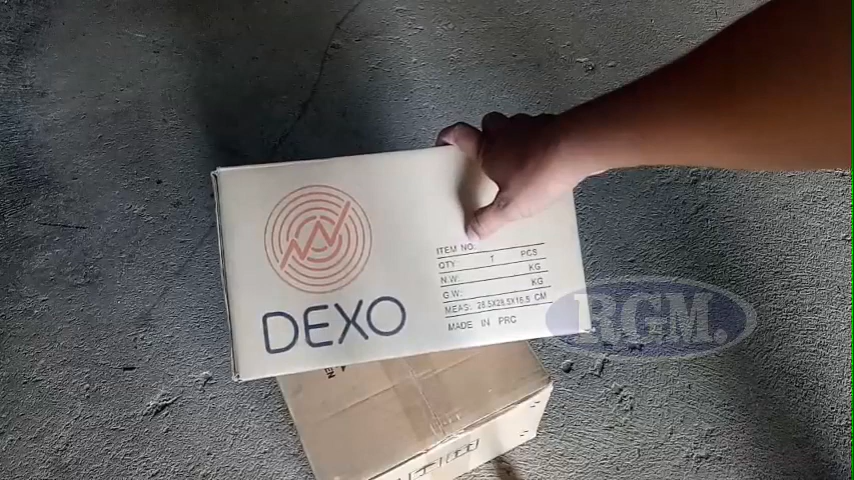 DEXO
ITEM NO.
QTY: 1 PCS
N.W: KG
G.W: KG
MEAS: 28.5X28.5X16.5 CM
MADE IN PRC
RGM.